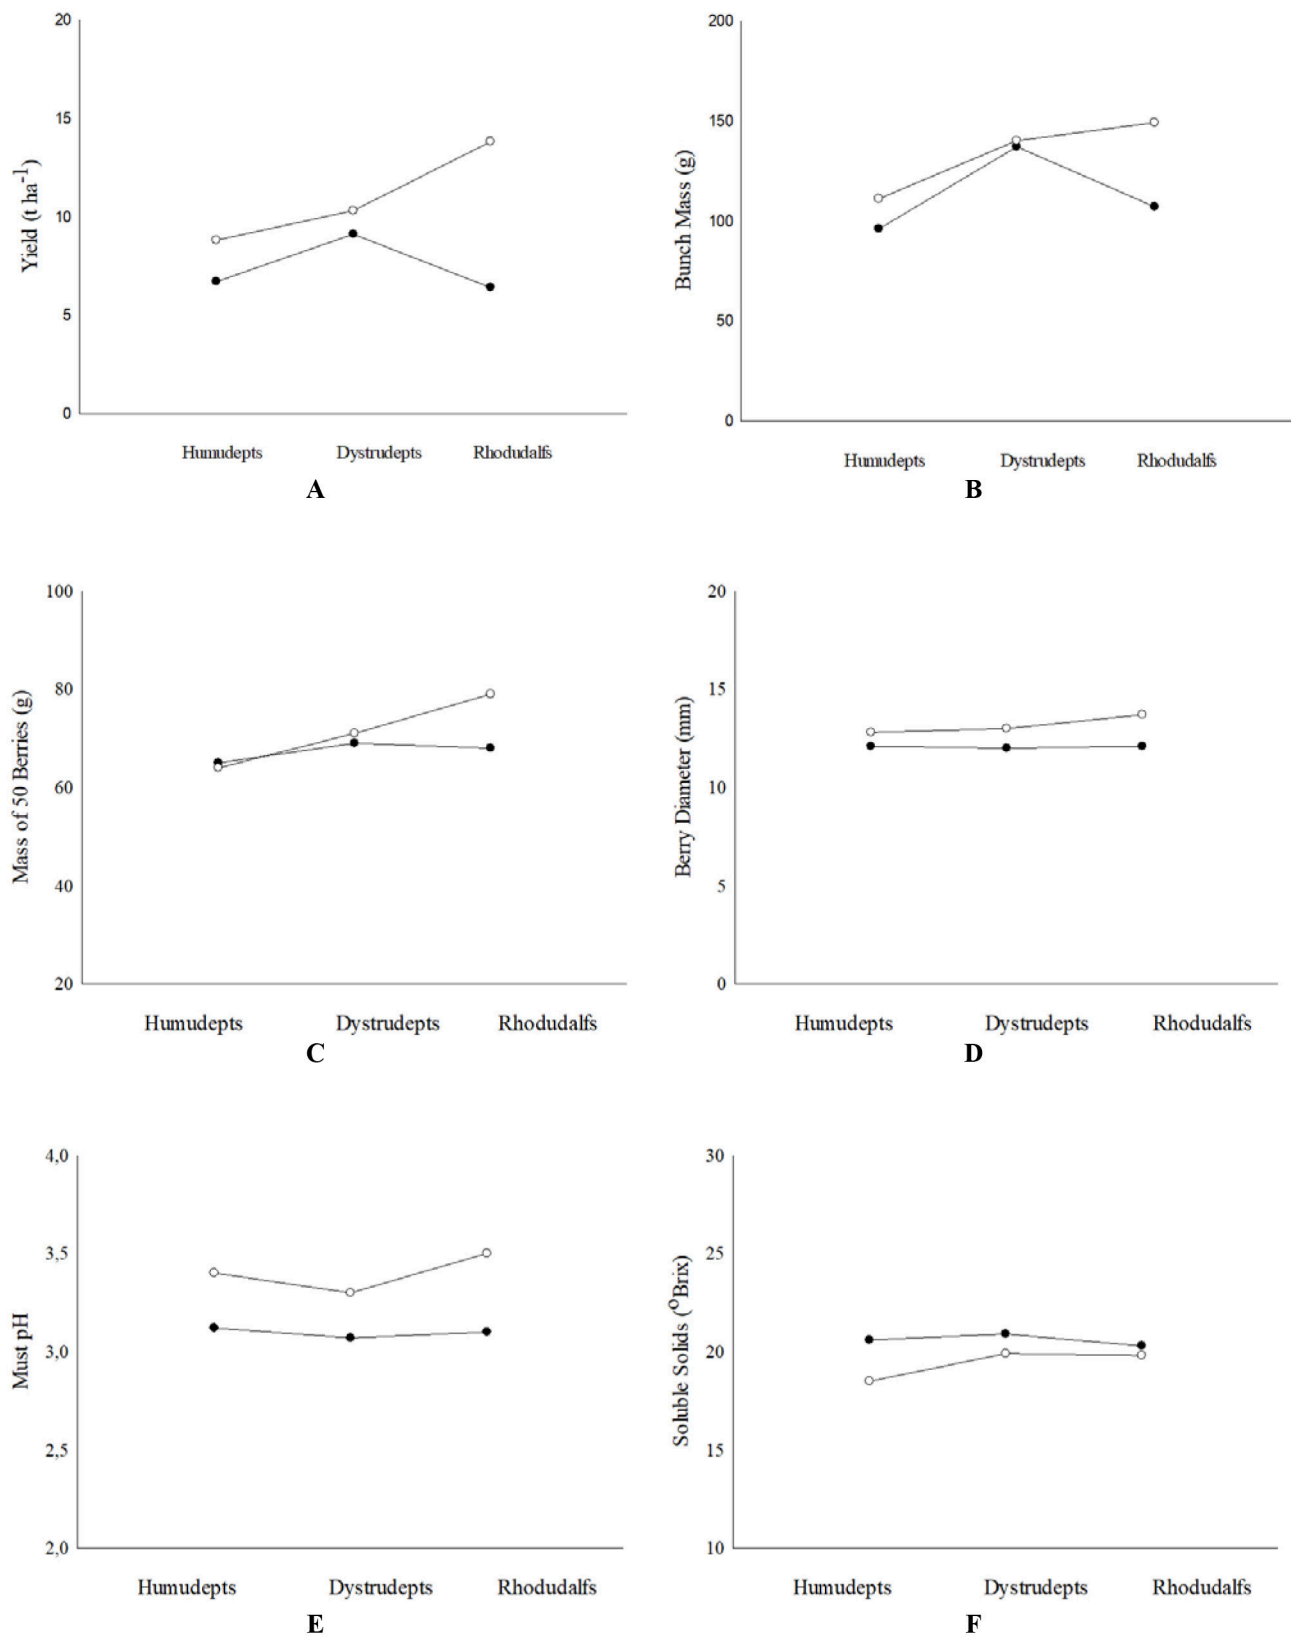 20
15
10
5
0
Yield (t ha-1)
Humudepts Dystrudepts Rhodudalfs
A
200
150
100
50
0
Bunch Mass (g)
Humudepts Dystrudepts Rhodudalfs
B
100
80
60
40
20
Mass of 50 Berries (g)
Humudepts Dystrudepts Rhodudalfs
C
20
15
10
5
0
Berry Diameter (mm)
Humudepts Dystrudepts Rhodudalfs
D
4,0
3,5
3,0
2,5
2,0
Must pH
Humudepts Dystrudepts Rhodudalfs
E
30
25
20
15
10
Soluble Solids (oBrix)
Humudepts Dystrudepts Rhodudalfs
F